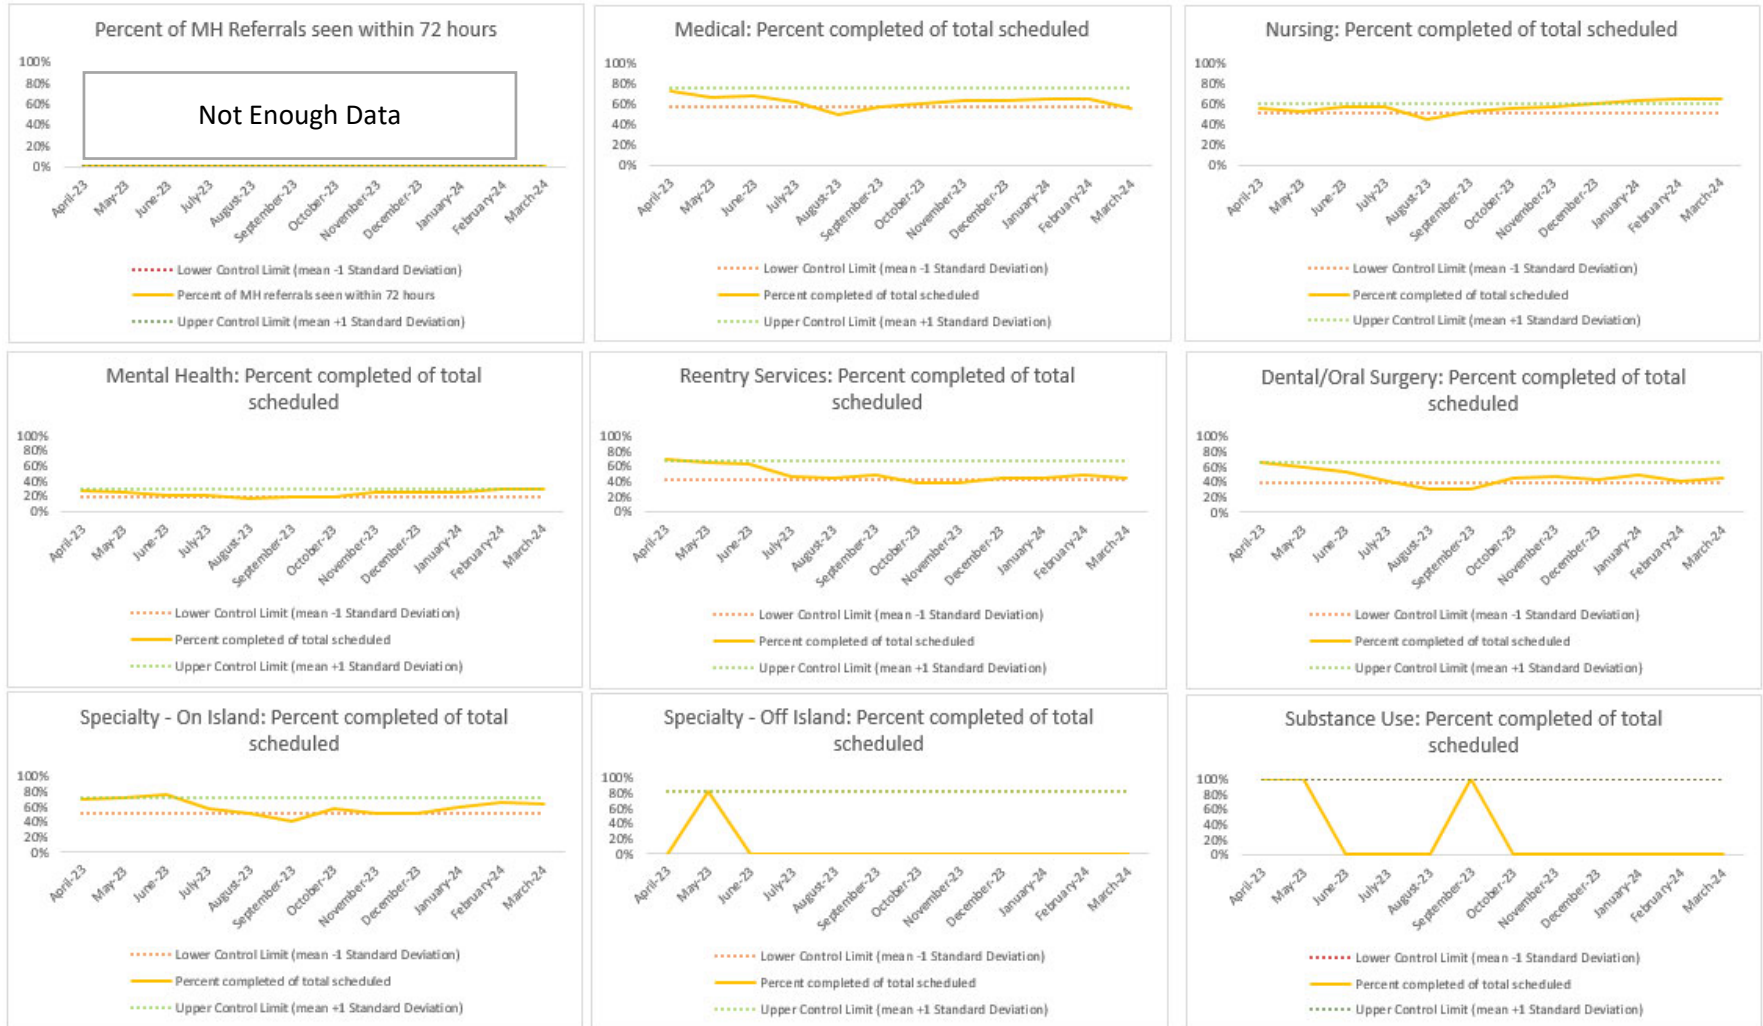 Percent of MH Referrals seen within 72 hours
100%
80%
60%
40%
20%
0%
Not Enough Data
April-23
May-23
June-23
July-23
August-23
September-23
October-23
November-23
December-23
January-24
February-24
March-24
Lower Control Limit (mean -1 Standard Deviation)
Percent of MH referrals seen within 72 hours
Upper Control Limit (mean +1 Standard Deviation)
Medical: Percent completed of total scheduled
100%
80%
60%
40%
20%
0%
April-23
May-23
June-23
July-23
August-23
September-23
October-23
November-23
December-23
January-24
February-24
March-24
Lower Control Limit (mean -1 Standard Deviation)
Percent completed of total scheduled
Upper Control Limit (mean +1 Standard Deviation)
Nursing: Percent completed of total scheduled
100%
80%
60%
40%
20%
0%
April-23
May-23
June-23
July-23
August-23
September-23
October-23
November-23
December-23
January-24
February-24
March-24
Lower Control Limit (mean -1 Standard Deviation)
Percent completed of total scheduled
Upper Control Limit (mean +1 Standard Deviation)
Mental Health: Percent completed of total
scheduled
100%
80%
60%
40%
20%
0%
April-23
May-23
June-23
July-23
August-23
September-23
October-23
November-23
December-23
January-24
February-24
March-24
Lower Control Limit (mean -1 Standard Deviation)
Percent completed of total scheduled
Upper Control Limit (mean +1 Standard Deviation)
Reentry Services: Percent completed of total
scheduled
100%
80%
60%
40%
20%
0%
April-23
May-23
June-23
July-23
August-23
September-23
October-23
November-23
December-23
January-24
February-24
March-24
Lower Control Limit (mean -1 Standard Deviation)
Percent completed of total scheduled
Upper Control Limit (mean +1 Standard Deviation)
Dental/Oral Surgery: Percent completed of total
scheduled
100%
80%
60%
40%
20%
0%
April-23
May-23
June-23
July-23
August-23
September-23
October-23
November-23
December-23
January-24
February-24
March-24
Lower Control Limit (mean -1 Standard Deviation)
Percent completed of total scheduled
Upper Control Limit (mean +1 Standard Deviation)
Specialty - On Island: Percent completed of total
scheduled
100%
80%
60%
40%
20%
0%
April-23
May-23
June-23
July-23
August-23
September-23
October-23
November-23
December-23
January-24
February-24
March-24
Lower Control Limit (mean -1 Standard Deviation)
Percent completed of total scheduled
Upper Control Limit (mean +1 Standard Deviation)
Specialty - Off Island: Percent completed of total
scheduled
100%
80%
60%
40%
20%
0%
April-23
May-23
June-23
July-23
August-23
September-23
October-23
November-23
December-23
January-24
February-24
March-24
Lower Control Limit (mean -1 Standard Deviation)
Percent completed of total scheduled
Upper Control Limit (mean +1 Standard Deviation)
Substance Use: Percent completed of total
scheduled
100%
80%
60%
40%
20%
0%
April-23
May-23
June-23
July-23
August-23
September-23
October-23
November-23
December-23
January-24
February-24
March-24
Lower Control Limit (mean -1 Standard Deviation)
Percent completed of total scheduled
Upper Control Limit (mean +1 Standard Deviation)